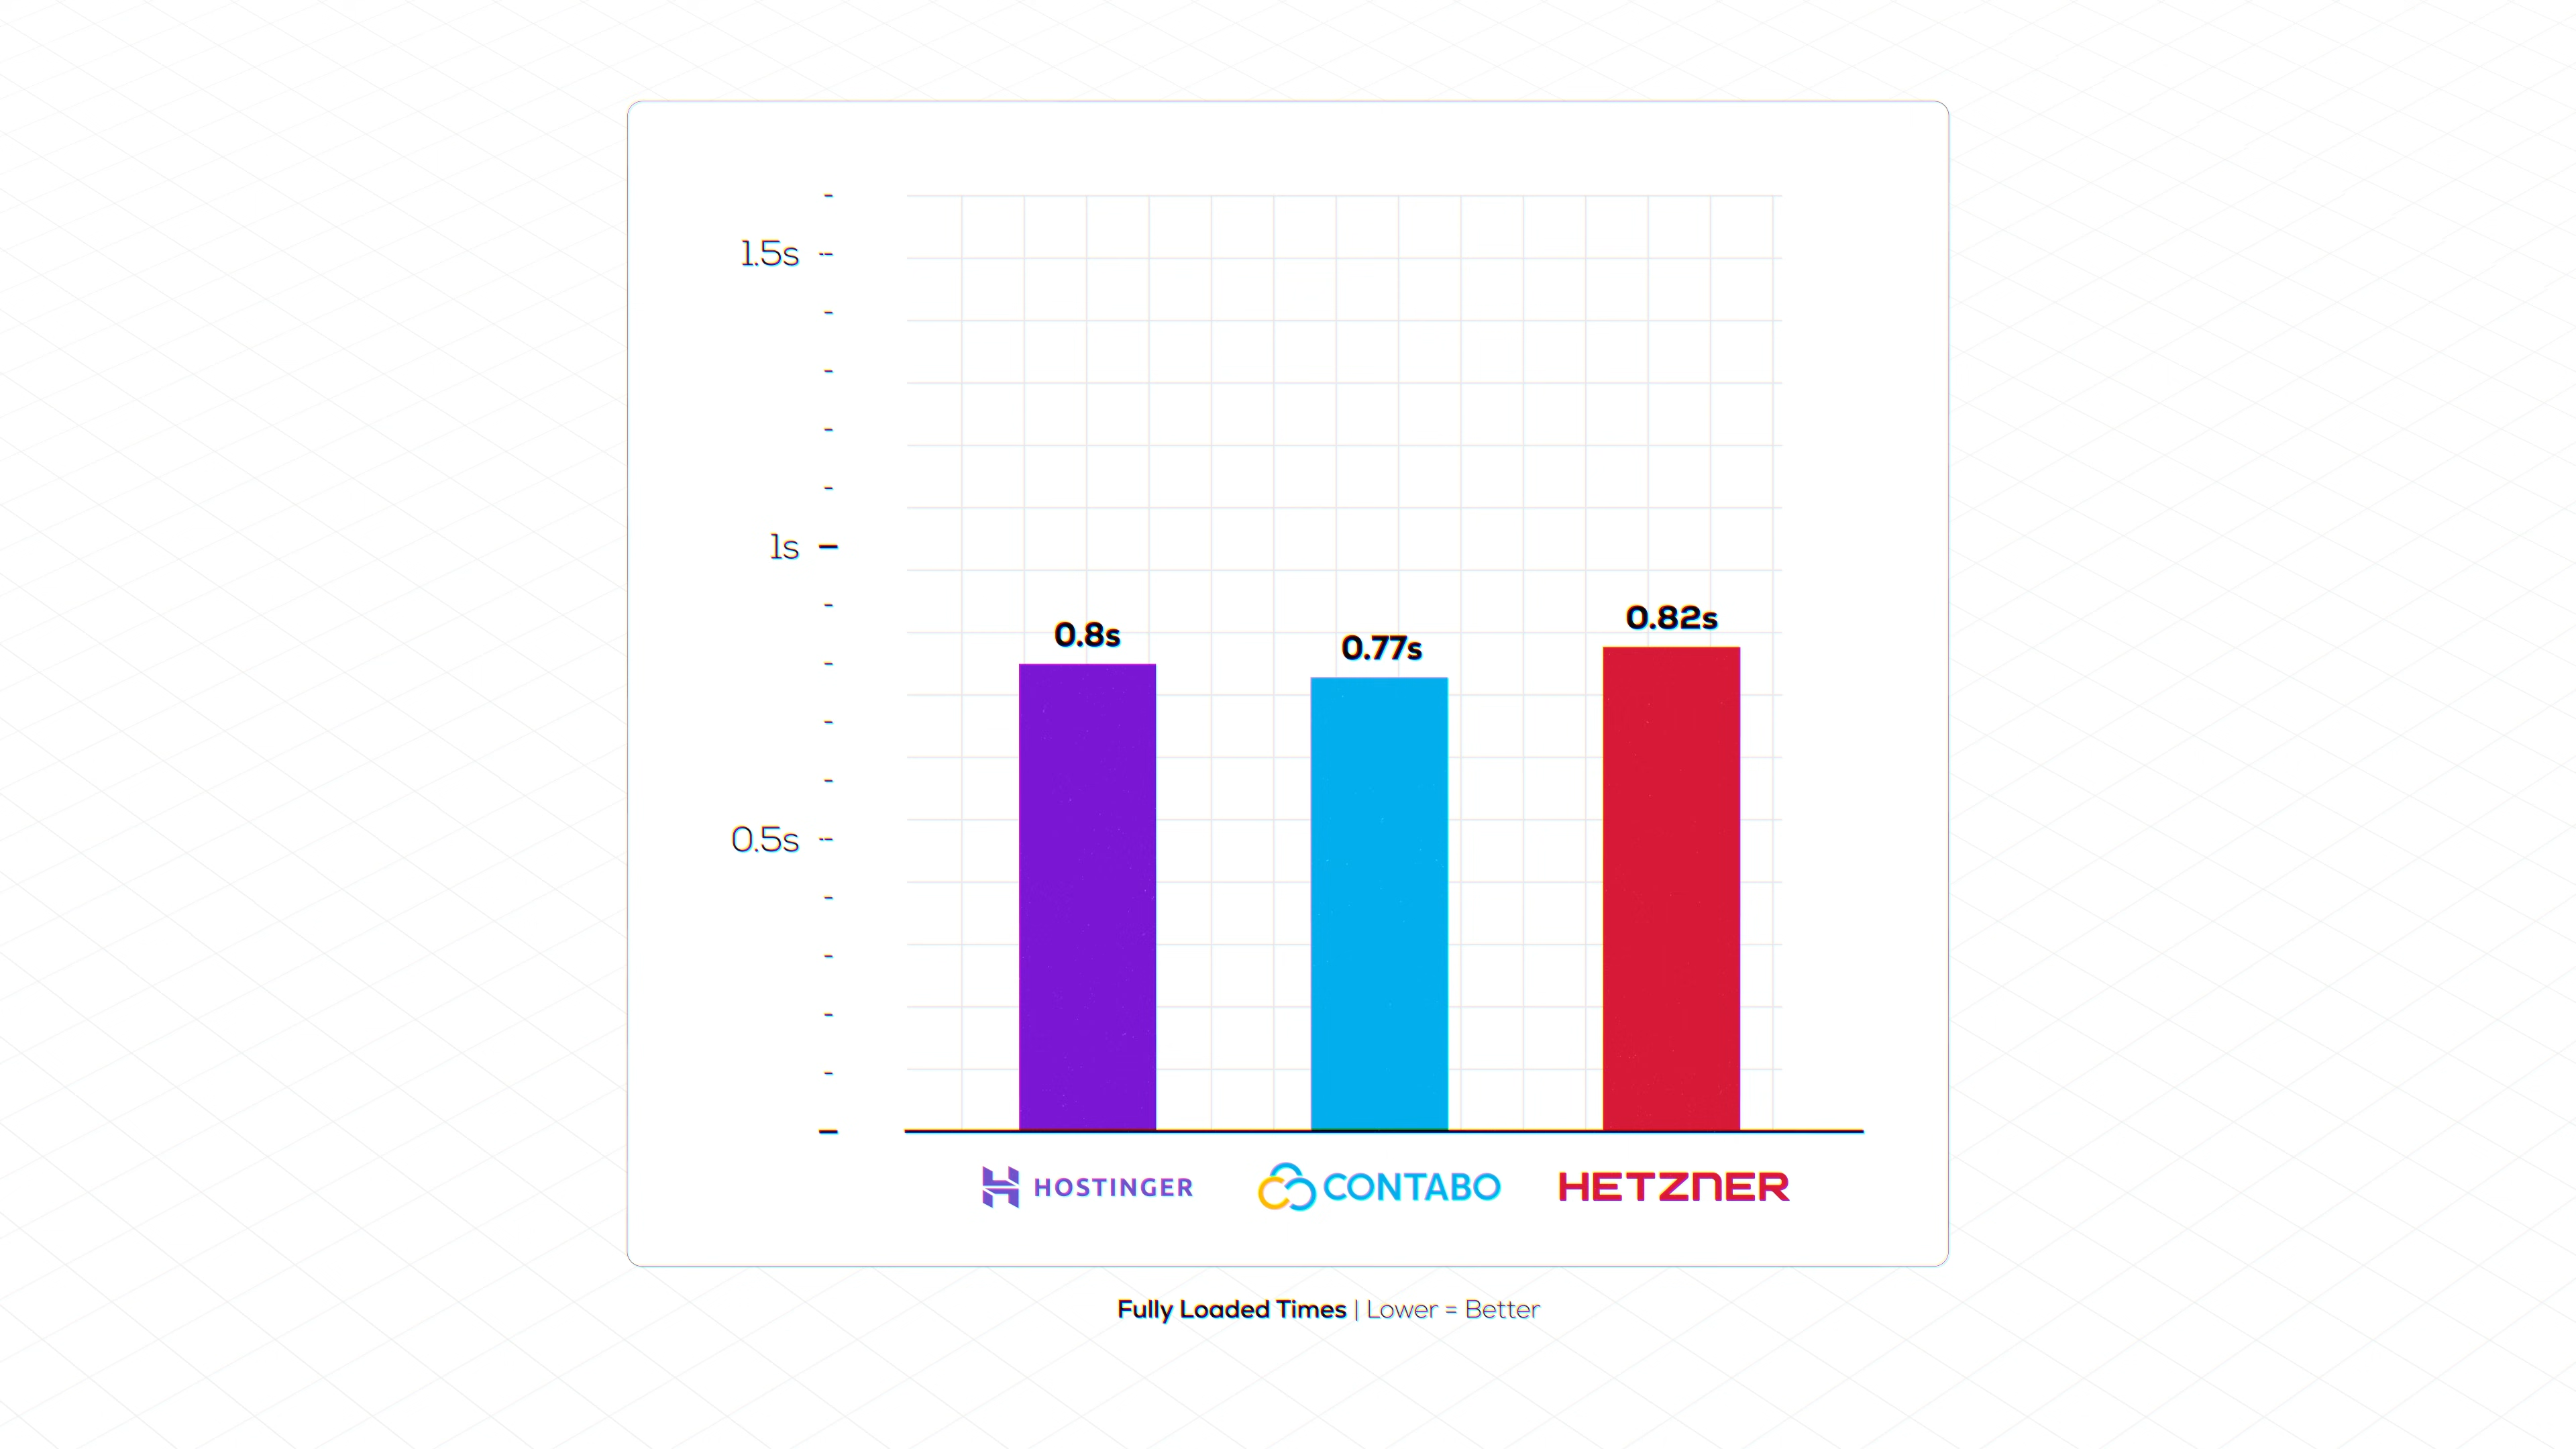 1.5s
1s
0.5s
0.8s
0.77s
0.82s
HOSTINGER
CONTABO
HETZNER
Fully Loaded Times | Lower = Better